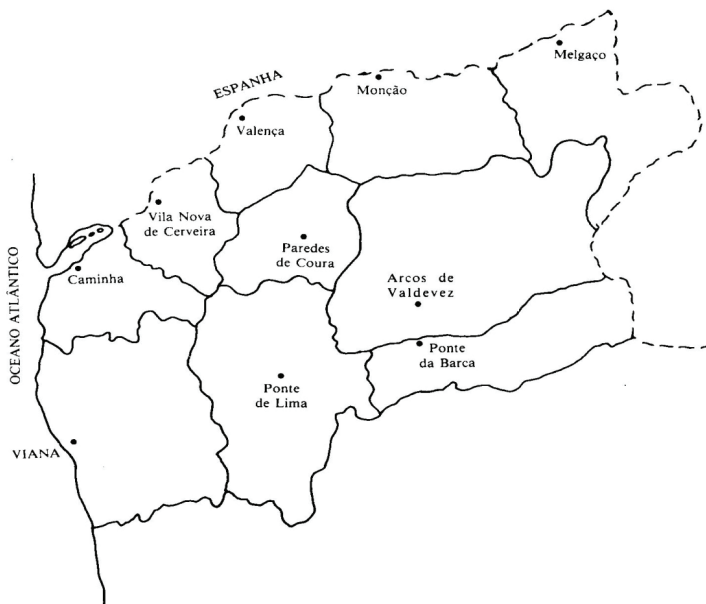 Melgaço
ESPANHA
Monção
Valença
Vila Nova
de Cerveira
Paredes
de Coura
Caminha
Arcos de
Valdevez
OCEANO ATLÂNTICO
Ponte
da Barca
Ponte
de Lima
VIANA